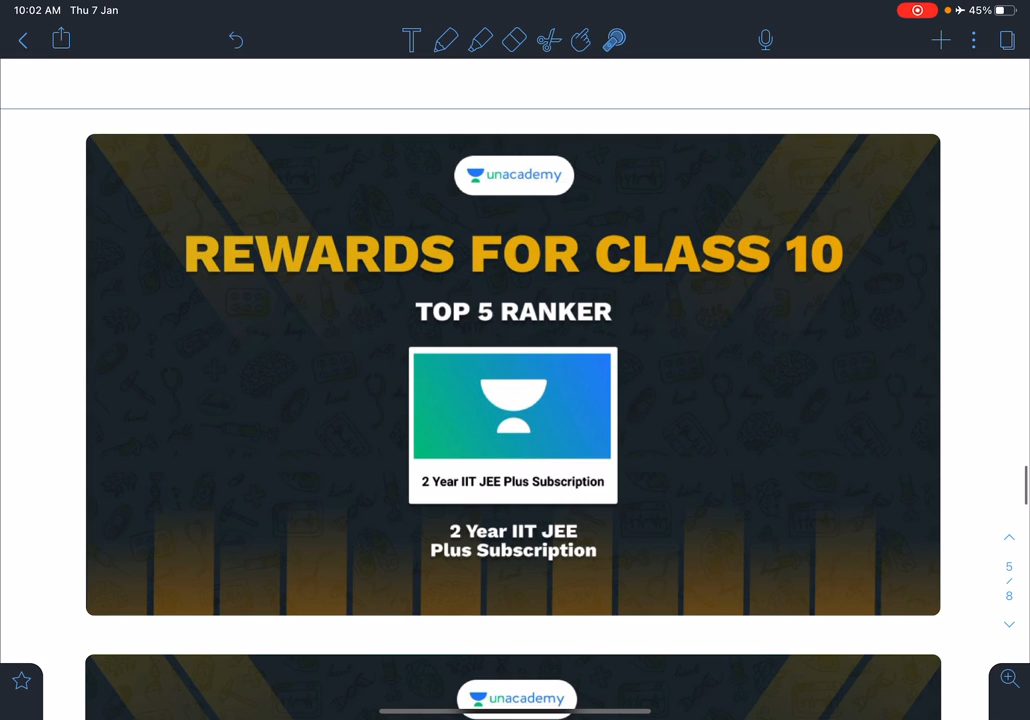 10:02 AM Thu 7 Jan
45%
T
unacademy
REWARDS FOR CLASS 10
TOP 5 RANKER
2 Year IIT JEE Plus Subscription
2 Year IIT JEE
Plus Subscription
5
/
8
unacademy